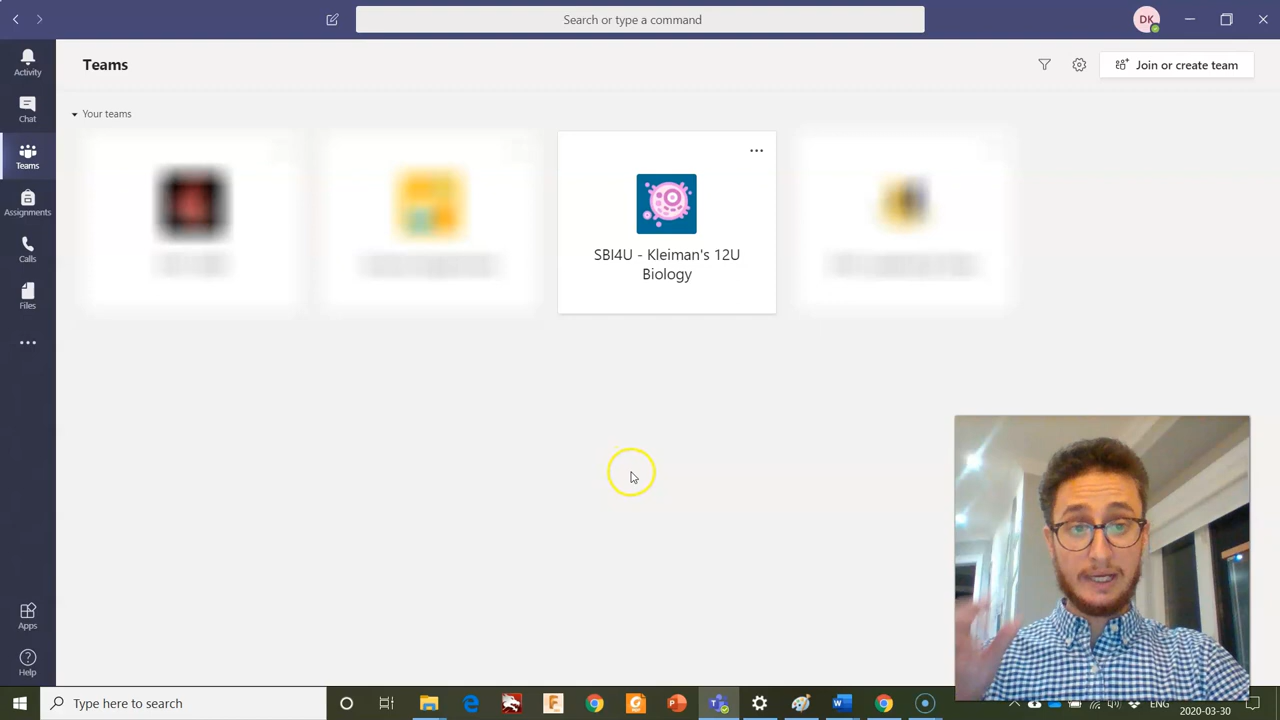 Search or type a command
DK
Activity
Chat
Teams
Assignments
Calls
Files
Apps
Help
Teams
Join or create team
Your teams
SBI4U - Kleiman's 12U
Biology
Type here to search
ENG
2020-03-30